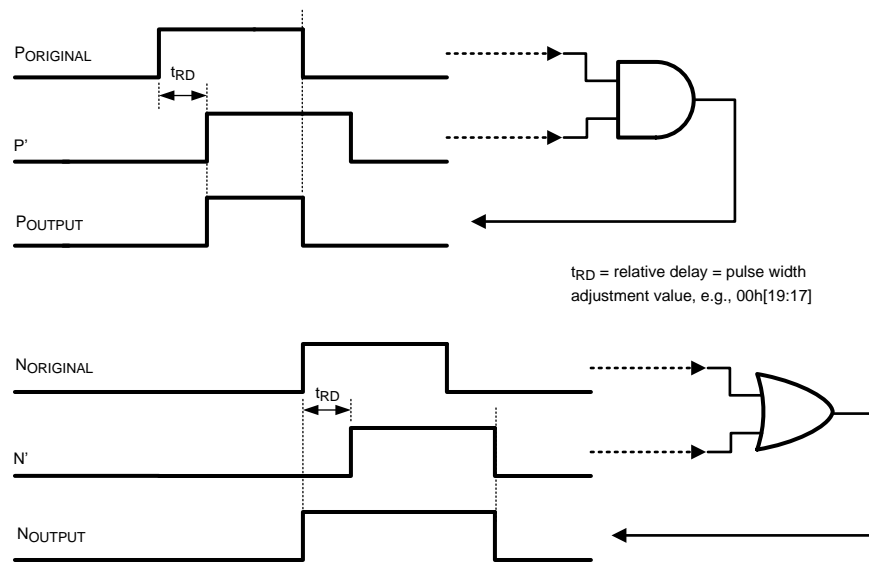 PORIGINAL
tRD
P'
POUTPUT
tRD = relative delay = pulse width
adjustment value, e.g., 00h[19:17]
NORIGINAL
tRD
N'
NOUTPUT